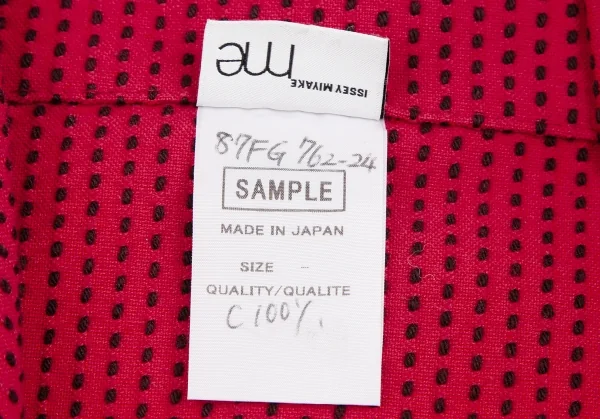 me
ISSEY MIYAKE
87FG 762-24
SAMPLE
MADE IN JAPAN
SIZE -
QUALITY/QUALITE
C 100%.